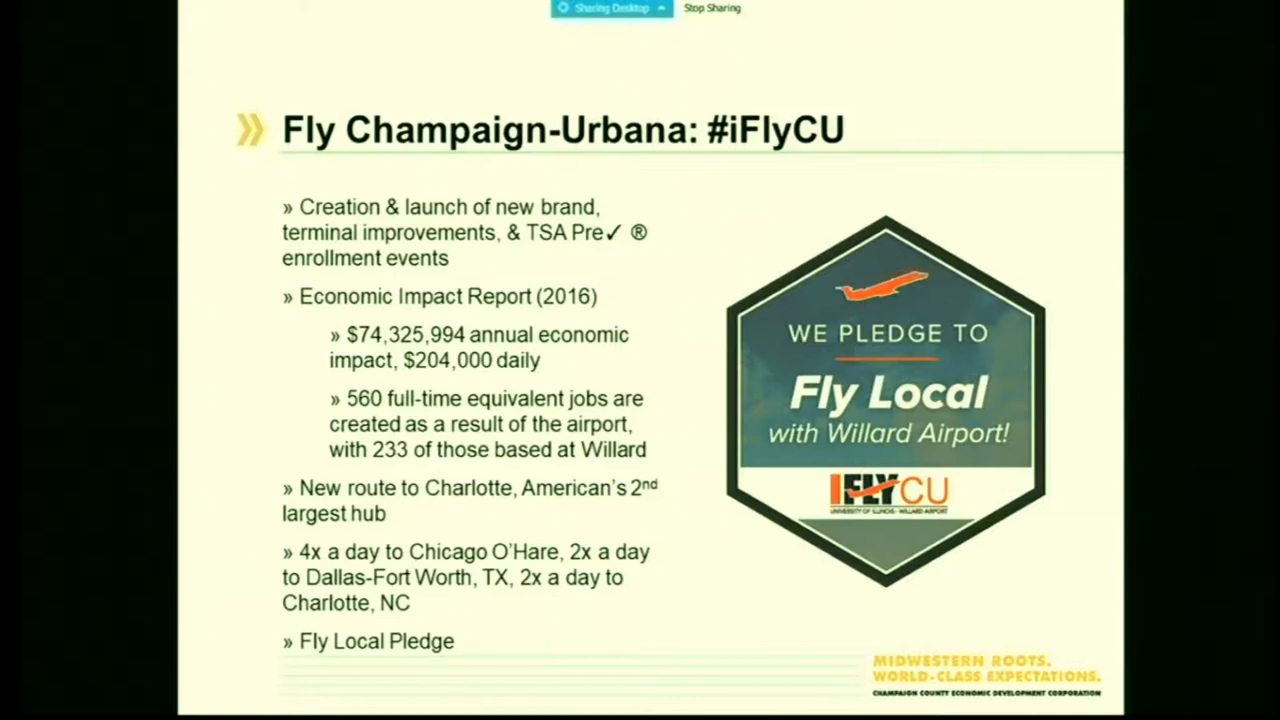 Sharing Desktop
Stop Sharing
Fly Champaign-Urbana: #iFlyCU
» Creation & launch of new brand,
terminal improvements, & TSA Pre✓ ®
enrollment events
» Economic Impact Report (2016)
» $74,325,994 annual economic
impact, $204,000 daily
» 560 full-time equivalent jobs are
created as a result of the airport,
with 233 of those based at Willard
» New route to Charlotte, American's 2nd
largest hub
» 4x a day to Chicago O'Hare, 2x a day
to Dallas-Fort Worth, TX, 2x a day to
Charlotte, NC
» Fly Local Pledge
WE PLEDGE TO
Fly Local
with Willard Airport!
IFLYCU
UNIVERSITY OF ILLINOIS - WILLARD AIRPORT
MIDWESTERN ROOTS.
WORLD-CLASS EXPECTATIONS.
CHAMPAIGN COUNTY ECONOMIC DEVELOPMENT CORPORATION